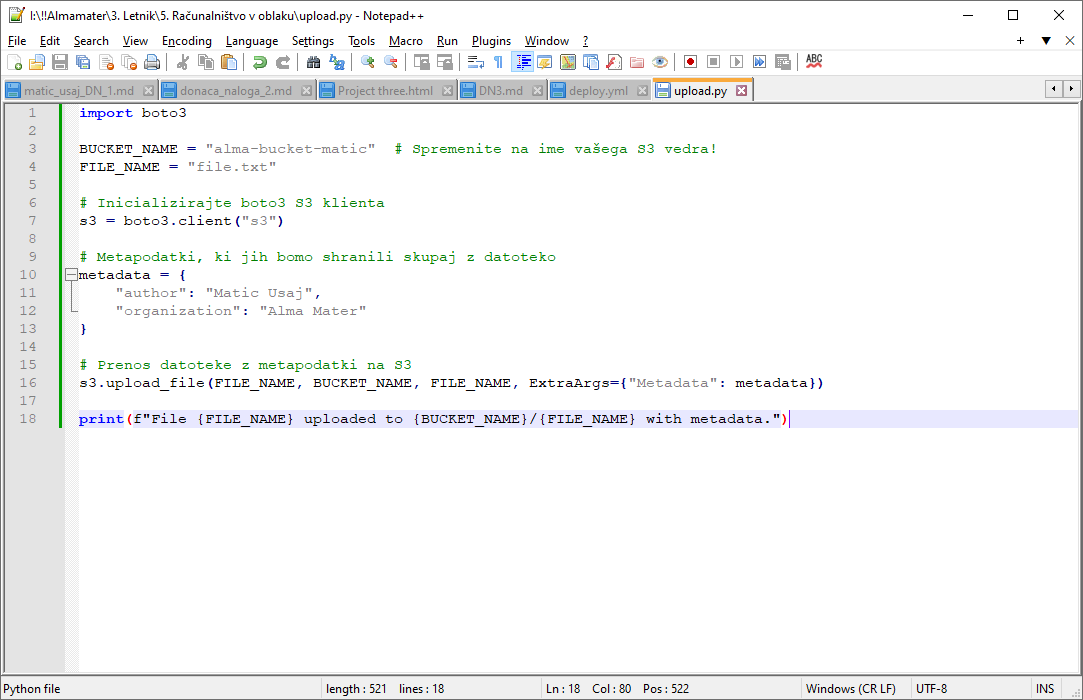 I:\!!Almamater\3. Letnik\5. Računalništvo v oblaku\upload.py - Notepad++
File Edit Search View Encoding Language Settings Tools Macro Run Plugins Window ?
ABC
matic_usaj_DN_1.md donaca_naloga_2.md Project three.html DN3.md deploy.yml upload.py
1 import boto3
2
3 BUCKET_NAME = "alma-bucket-matic"  # Spremenite na ime vašega S3 vedra!
4 FILE_NAME = "file.txt"
5
6 # Inicializirajte boto3 S3 klienta
7 s3 = boto3.client("s3")
8
9 # Metapodatki, ki jih bomo shranili skupaj z datoteko
10 metadata = {
11     "author": "Matic Usaj",
12     "organization": "Alma Mater"
13 }
14
15 # Prenos datoteke z metapodatki na S3
16 s3.upload_file(FILE_NAME, BUCKET_NAME, FILE_NAME, ExtraArgs={"Metadata": metadata})
17
18 print(f"File {FILE_NAME} uploaded to {BUCKET_NAME}/{FILE_NAME} with metadata.")
Python file length : 521 lines : 18 Ln : 18 Col : 80 Pos : 522 Windows (CR LF) UTF-8 INS